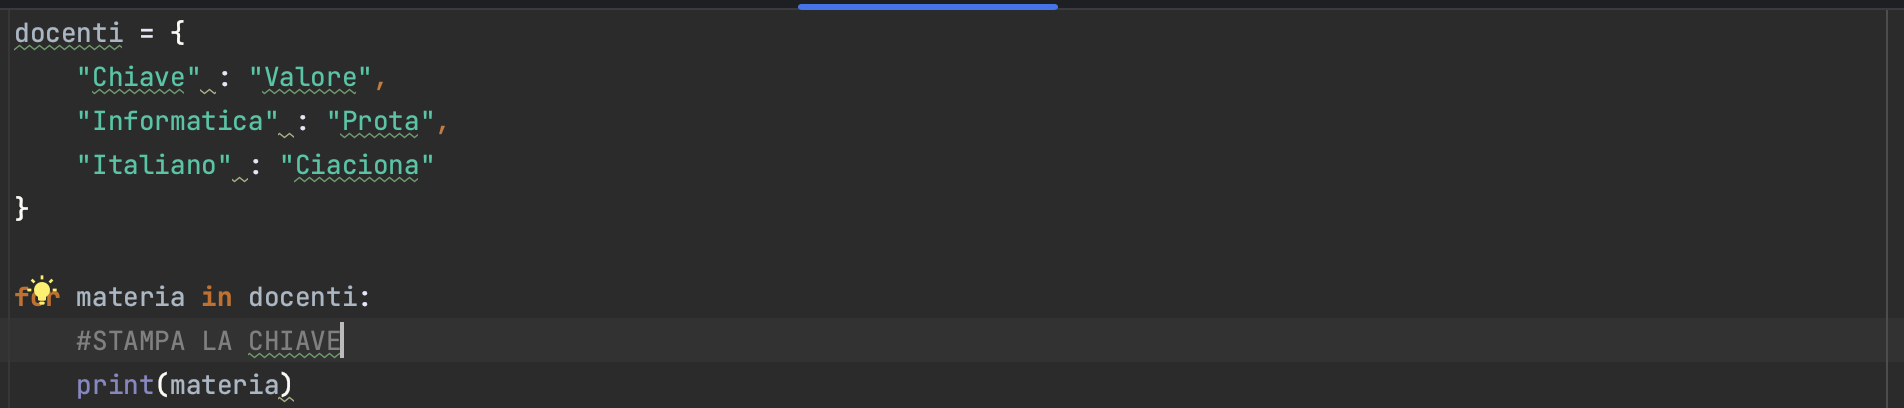 docenti = {
    "Chiave" : "Valore",
    "Informatica" : "Prota",
    "Italiano" : "Ciaciona"
}
for materia in docenti:
    #STAMPA LA CHIAVE
    print(materia)